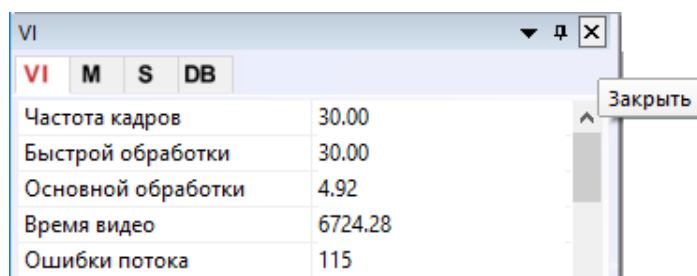 VI
VI M S DB
Закрыть
Частота кадров 30.00
Быстрой обработки 30.00
Основной обработки 4.92
Время видео 6724.28
Ошибки потока 115